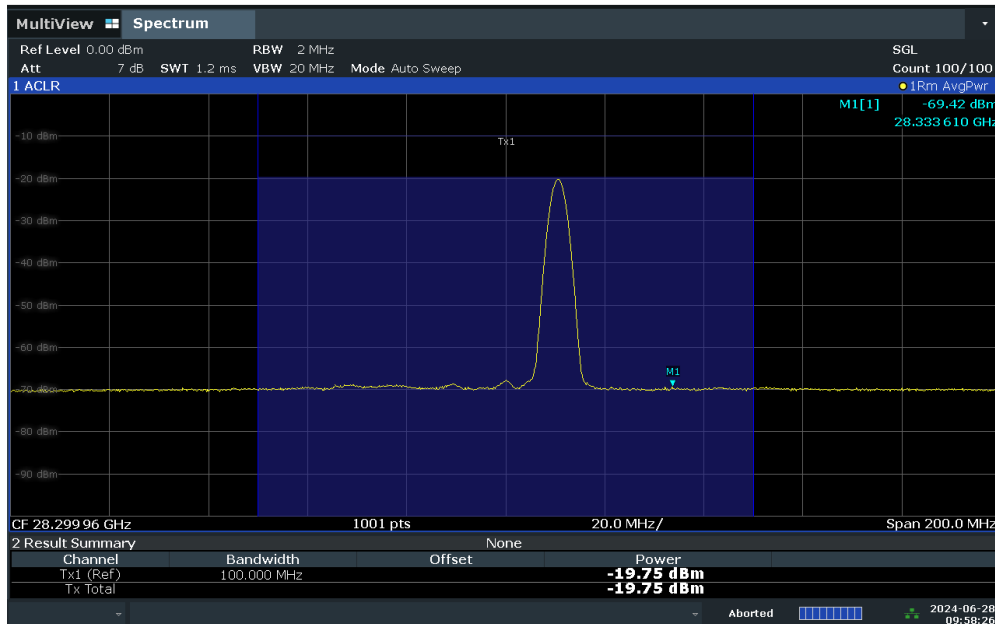 MultiView Spectrum
Ref Level 0.00 dBm RBW 2 MHz SGL
Att 7 dB SWT 1.2 ms VBW 20 MHz Mode Auto Sweep Count 100/100
1 ACLR 1Rm AvgPwr
M1[1] -69.42 dBm
28.333610 GHz
-10 dBm
Tx1
-20 dBm
-30 dBm
-40 dBm
-50 dBm
-60 dBm
M1
-70 dBm
-80 dBm
-90 dBm
CF 28.29996 GHz 1001 pts 20.0 MHz/ Span 200.0 MHz
2 Result Summary None
Channel Bandwidth Offset Power
Tx1 (Ref) 100.000 MHz -19.75 dBm
Tx Total -19.75 dBm
Aborted 2024-06-28
09:58:26